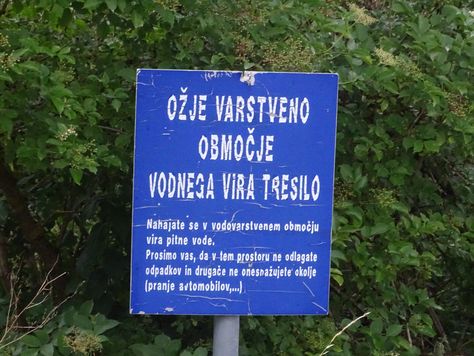 OŽJE VARSTVENO
OBMOČJE
VODNEGA VIRA TRESILO
Nahajate se v vodovarstvenem območju
vira pitne vode.
Prosimo vas, da v tem prostoru ne odlagate
odpadkov in drugače ne onesnažujete okolje
(pranje avtomobilov,...)